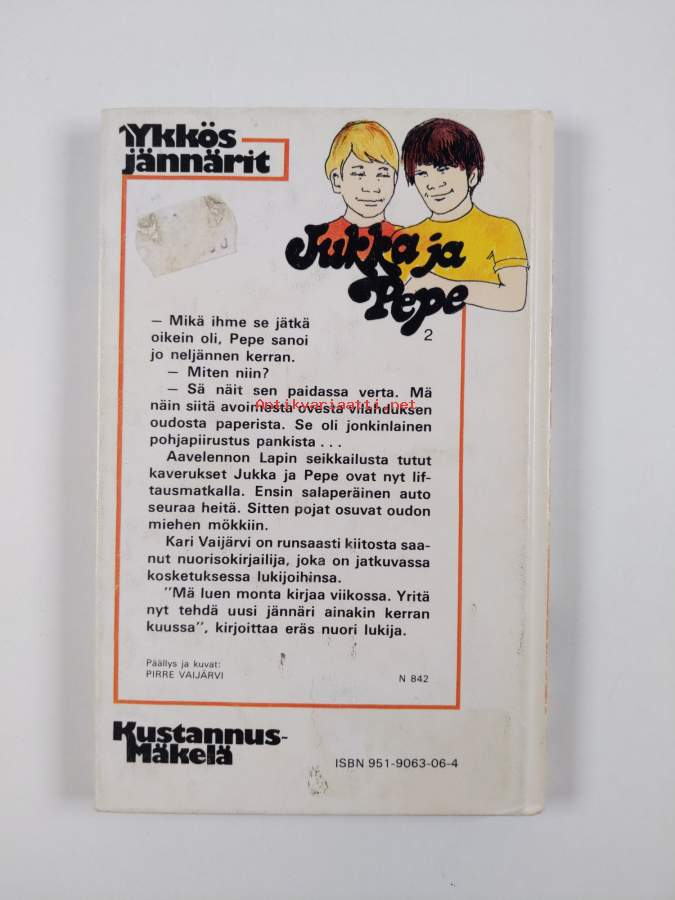 Ykkös
jännärit
Jukka ja
Pepe
2
— Mikä ihme se jätkä
oikein oli, Pepe sanoi
jo neljännen kerran.
— Miten niin?
— Sä näit sen paidassa verta. Mä
näin siitä avoimesta ovesta vilahduksen
Antikvariaatti.net
oudosta paperista. Se oli jonkinlainen
pohjapiirustus pankista . . .
Aavelennon Lapin seikkailusta tutut
kaverukset Jukka ja Pepe ovat nyt lif-
tausmatkalla. Ensin salaperäinen auto
seuraa heitä. Sitten pojat osuvat oudon
miehen mökkiin.
Kari Vaijärvi on runsaasti kiitosta saa-
nut nuorisokirjailija, joka on jatkuvassa
kosketuksessa lukijoihinsa.
"Mä luen monta kirjaa viikossa. Yritä
nyt tehdä uusi jännäri ainakin kerran
kuussa", kirjoittaa eräs nuori lukija.
Päällys ja kuvat:
PIRRE VAIJÄRVI
N 842
Kustannus-
Mäkelä
ISBN 951-9063-06-4